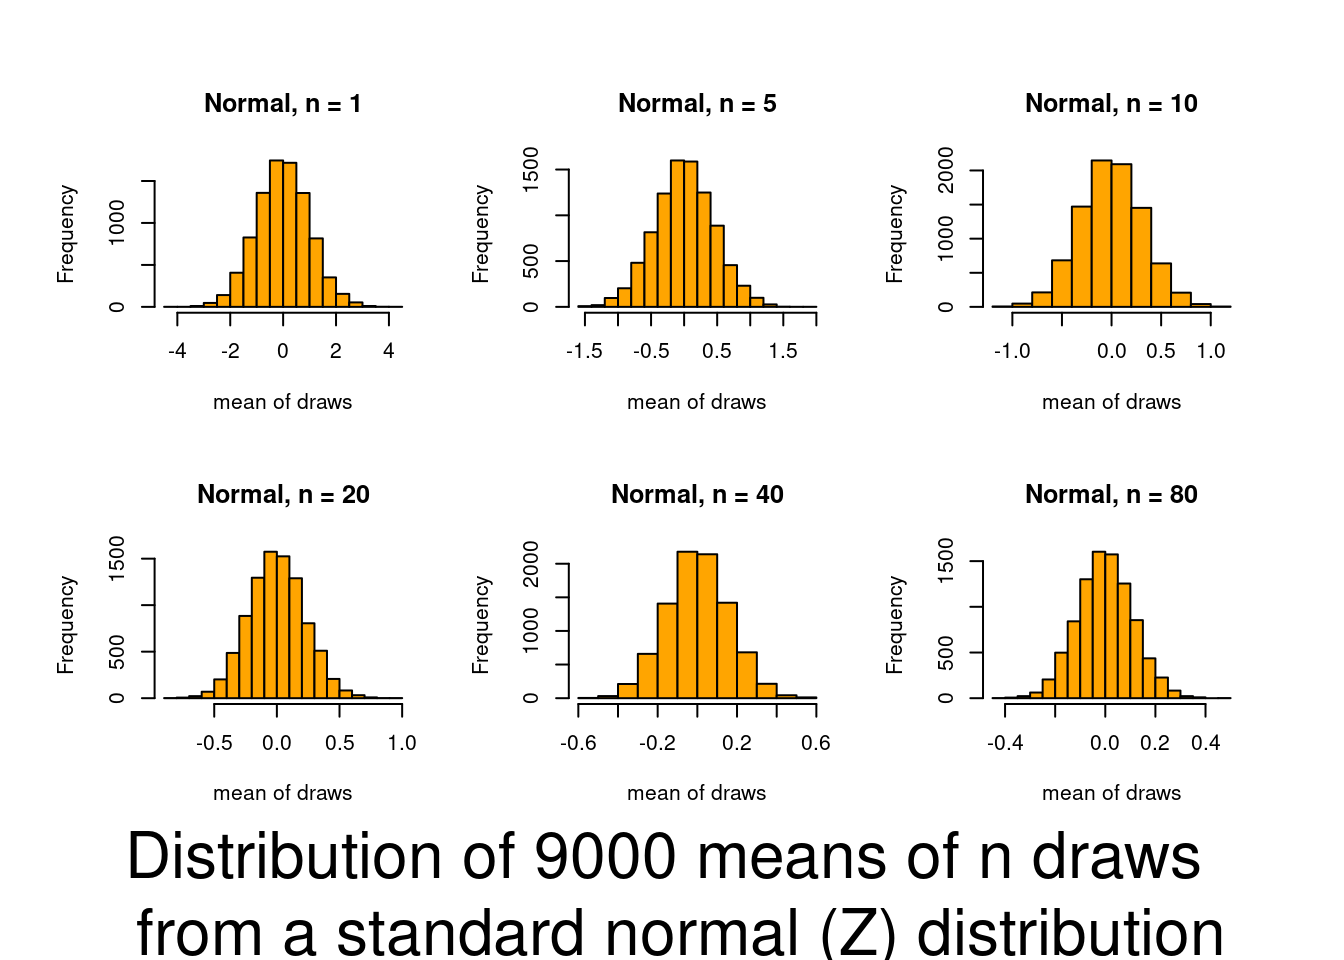 Normal, n = 1
Frequency
0
1000
-4 -2 0 2 4
mean of draws
Normal, n = 5
Frequency
0
500
1500
-1.5 -0.5 0.5 1.5
mean of draws
Normal, n = 10
Frequency
0
1000
2000
-1.0 0.0 0.5 1.0
mean of draws
Normal, n = 20
Frequency
0
500
1500
-0.5 0.0 0.5 1.0
mean of draws
Normal, n = 40
Frequency
0
1000
2000
-0.6 -0.2 0.2 0.6
mean of draws
Normal, n = 80
Frequency
0
500
1500
-0.4 0.0 0.2 0.4
mean of draws
Distribution of 9000 means of n draws
from a standard normal (Z) distribution